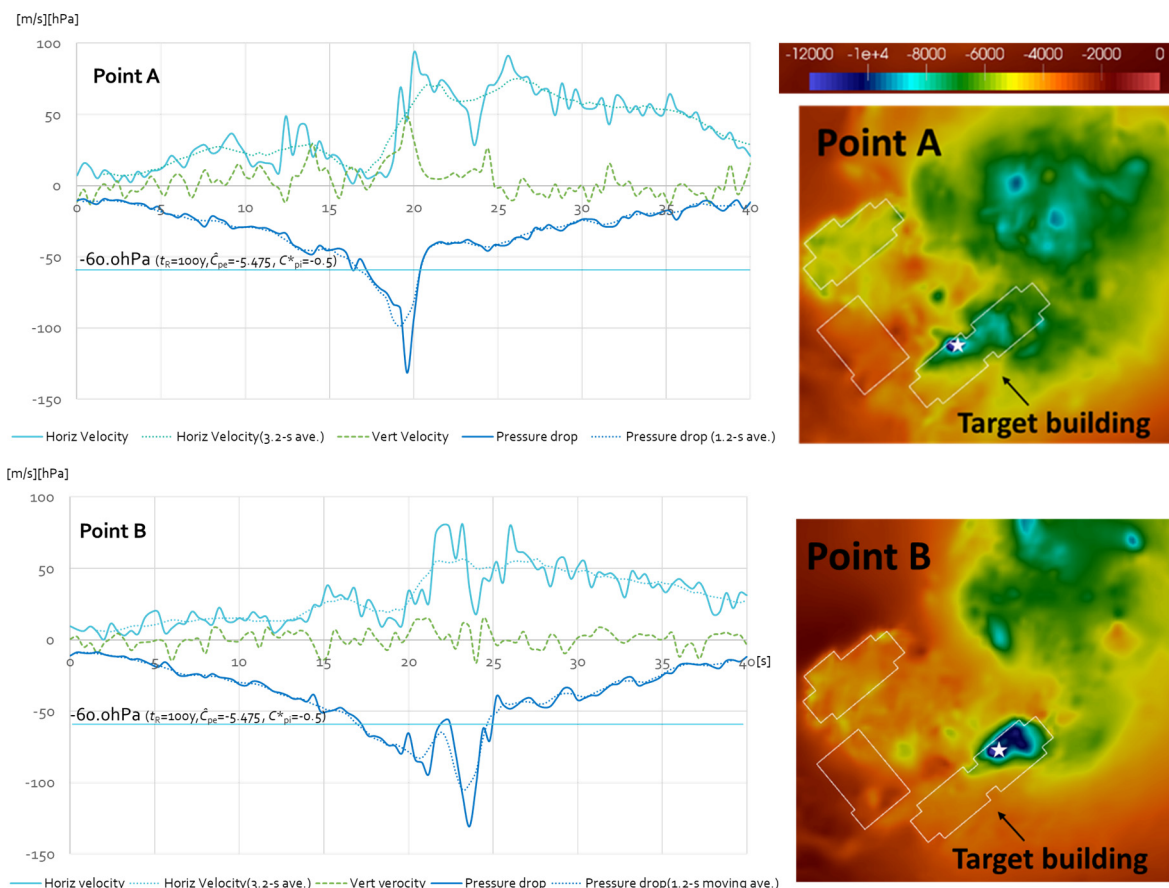 [m/s][hPa]
100
Point A
50
0
0 5 10 15 20 25 30 35 40
-50
-60.0hPa (tR=100y,Ĉpe=-5.475, C*pi=-0.5)
-100
-150
Horiz Velocity Horiz Velocity(3.2-s ave.) Vert Velocity Pressure drop Pressure drop (1.2-s ave.)
-12000 -1e+4 -8000 -6000 -4000 -2000 0
Point A
Target building
[m/s][hPa]
100
Point B
50
0
0 5 10 15 20 25 30 35 40 [s]
-50
-60.0hPa (tR=100y,Ĉpe=-5.475, C*pi=-0.5)
-100
-150
Horiz velocity Horiz Velocity(3.2-s ave.) Vert verocity Pressure drop Pressure drop(1.2-s moving ave.)
Point B
Target building